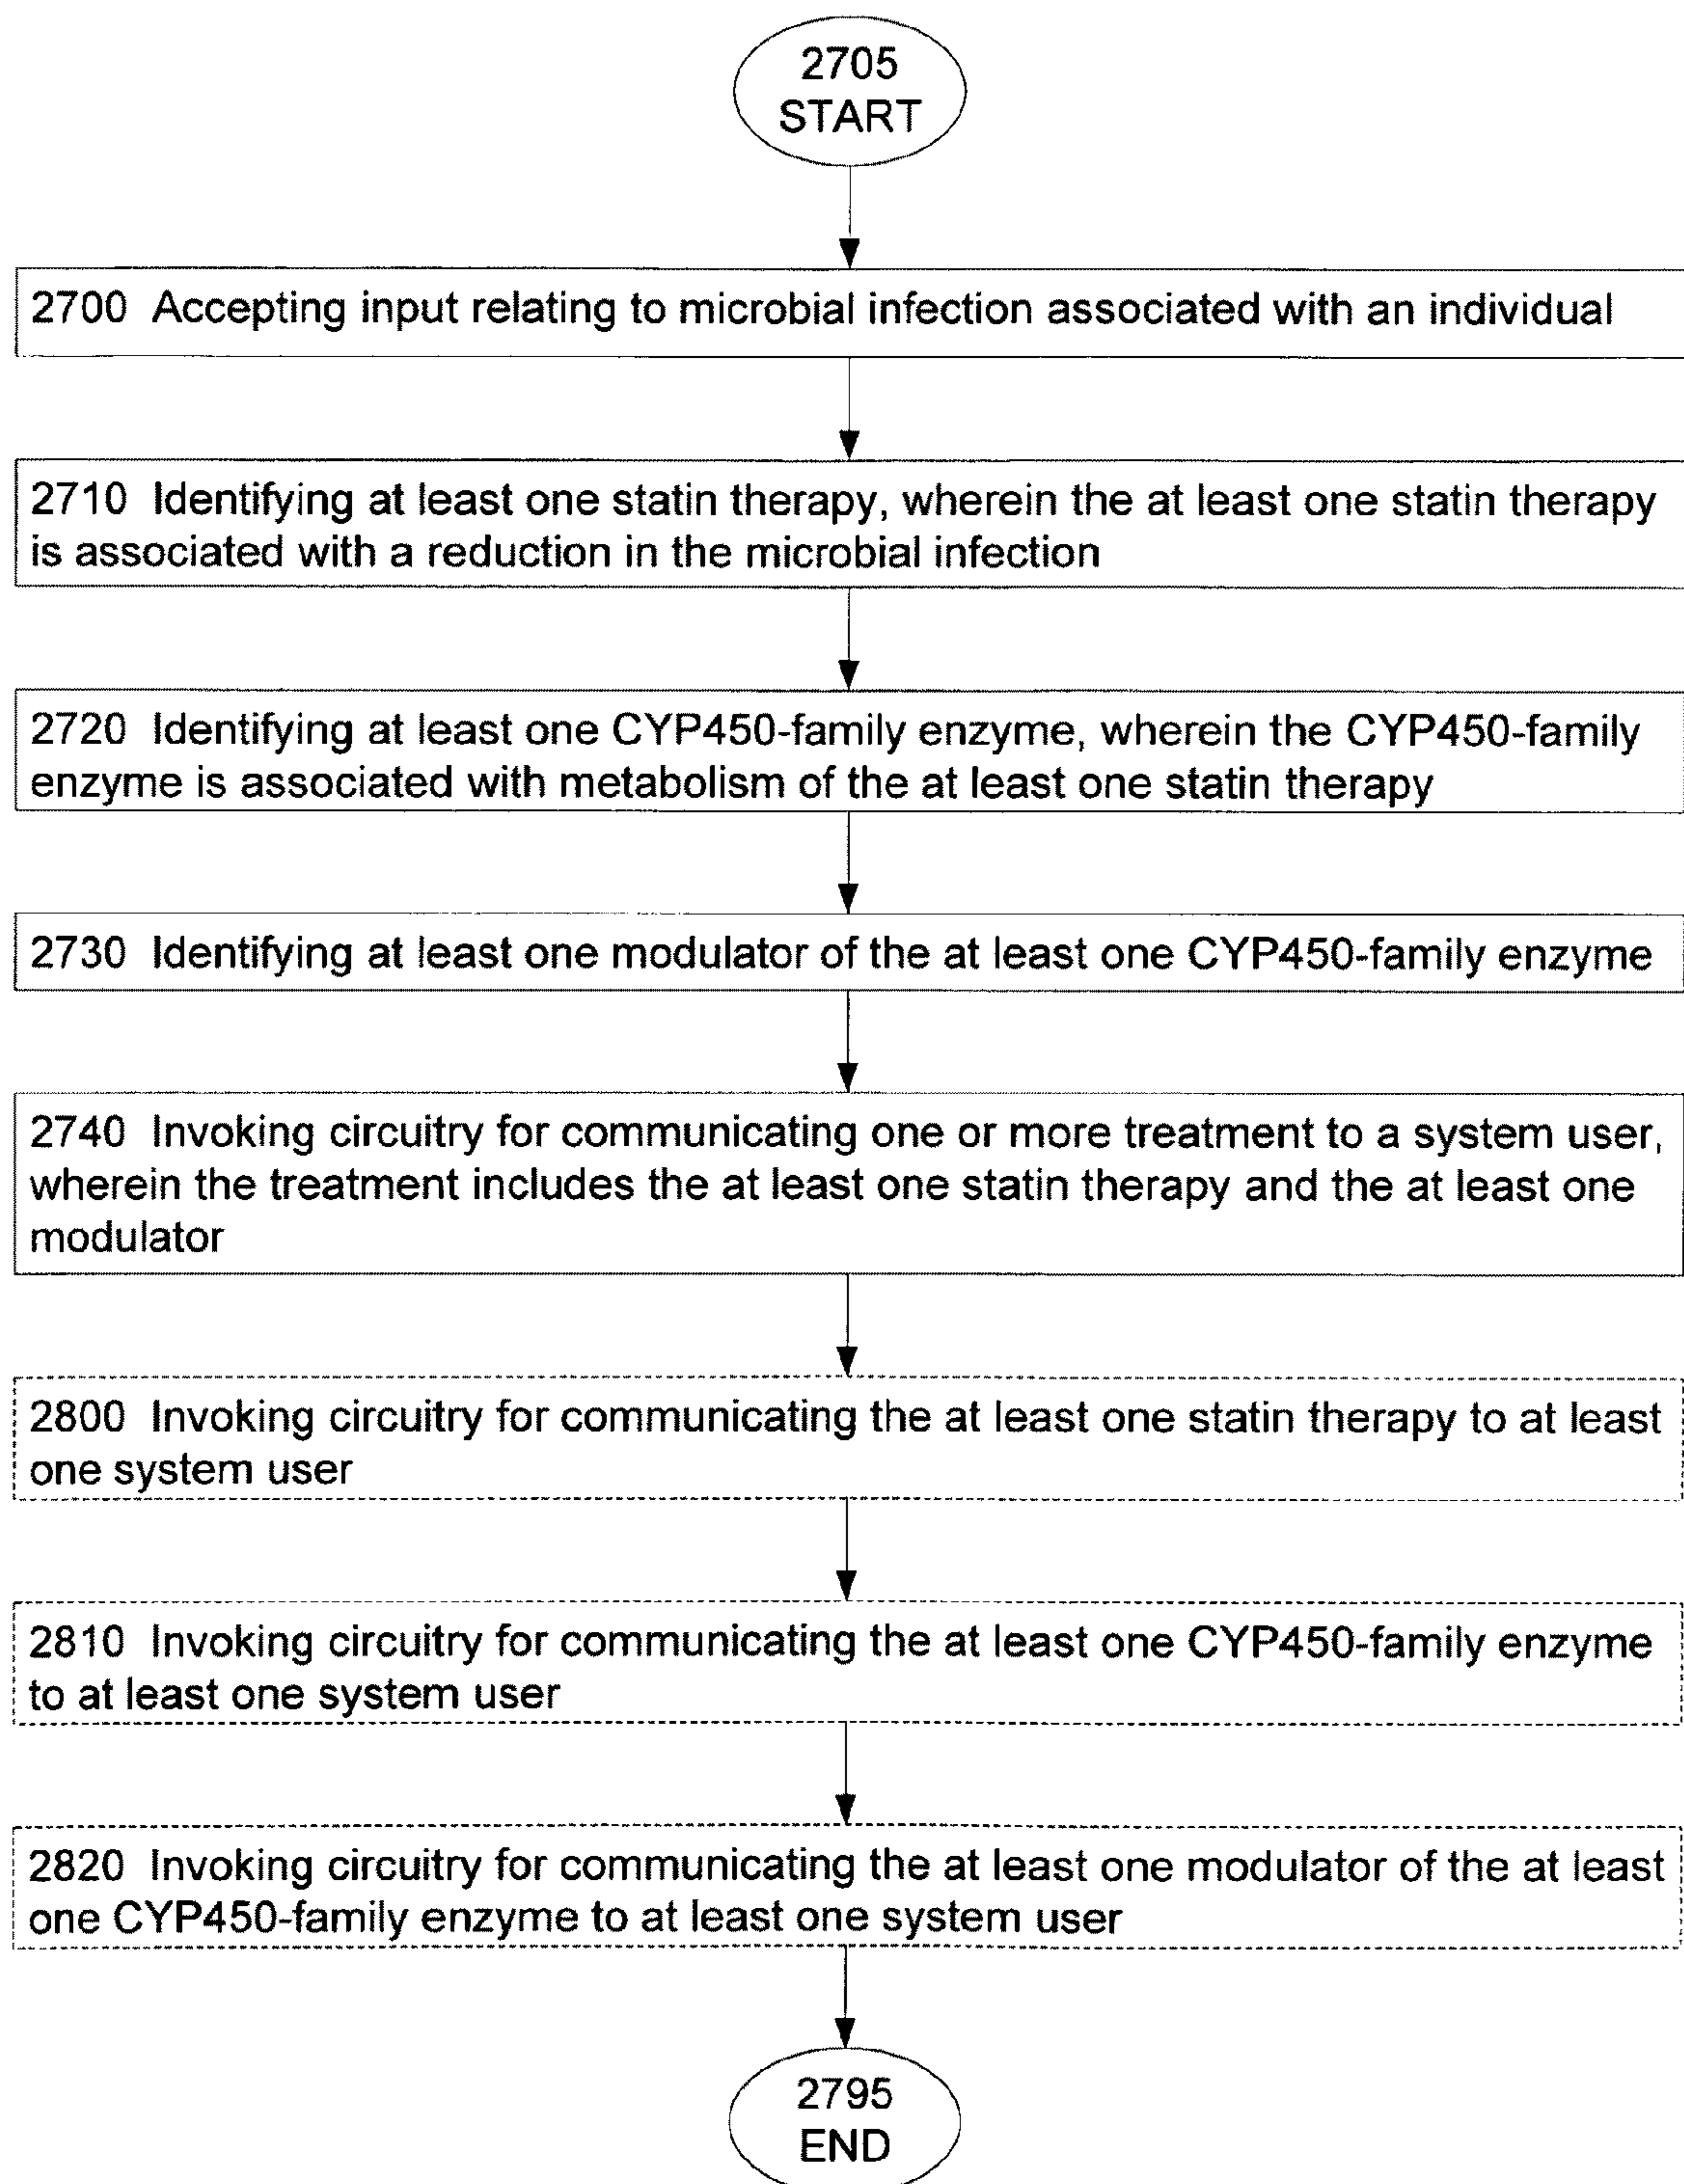 2705
START
2700 Accepting input relating to microbial infection associated with an individual
2710 Identifying at least one statin therapy, wherein the at least one statin therapy
is associated with a reduction in the microbial infection
2720 Identifying at least one CYP450-family enzyme, wherein the CYP450-family
enzyme is associated with metabolism of the at least one statin therapy
2730 Identifying at least one modulator of the at least one CYP450-family enzyme
2740 Invoking circuitry for communicating one or more treatment to a system user,
wherein the treatment includes the at least one statin therapy and the at least one
modulator
2800 Invoking circuitry for communicating the at least one statin therapy to at least
one system user
2810 Invoking circuitry for communicating the at least one CYP450-family enzyme
to at least one system user
2820 Invoking circuitry for communicating the at least one modulator of the at least
one CYP450-family enzyme to at least one system user
2795
END